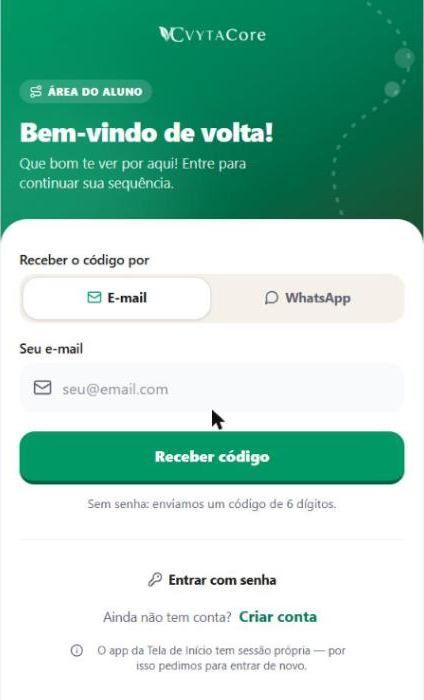 VYTACore
ÁREA DO ALUNO
Bem-vindo de volta!
Que bom te ver por aqui! Entre para
continuar sua sequência.
Receber o código por
E-mail
WhatsApp
Seu e-mail
seu@email.com
Receber código
Sem senha: enviamos um código de 6 dígitos.
Entrar com senha
Ainda não tem conta? Criar conta
O app da Tela de Início tem sessão própria — por
isso pedimos para entrar de novo.